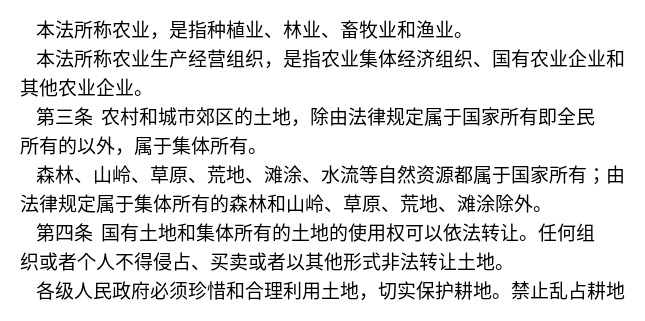 本法所称农业，是指种植业、林业、畜牧业和渔业。
本法所称农业生产经营组织，是指农业集体经济组织、国有农业企业和
其他农业企业。
第三条 农村和城市郊区的土地，除由法律规定属于国家所有即全民
所有的以外，属于集体所有。
森林、山岭、草原、荒地、滩涂、水流等自然资源都属于国家所有；由
法律规定属于集体所有的森林和山岭、草原、荒地、滩涂除外。
第四条 国有土地和集体所有的土地的使用权可以依法转让。任何组
织或者个人不得侵占、买卖或者以其他形式非法转让土地。
各级人民政府必须珍惜和合理利用土地，切实保护耕地。禁止乱占耕地